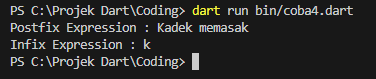 PS C:\Projek Dart\Coding> dart run bin/coba4.dart
Postfix Expression : Kadek memasak
Infix Expression : k
PS C:\Projek Dart\Coding>